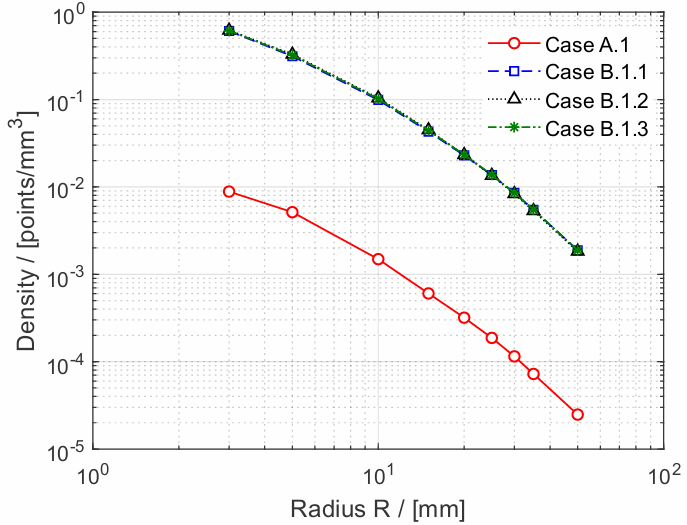 10^0
10^-1
10^-2
10^-3
10^-4
10^-5
Density / [points/mm^3]
Case A.1
Case B.1.1
Case B.1.2
Case B.1.3
10^0 10^1 10^2
Radius R / [mm]